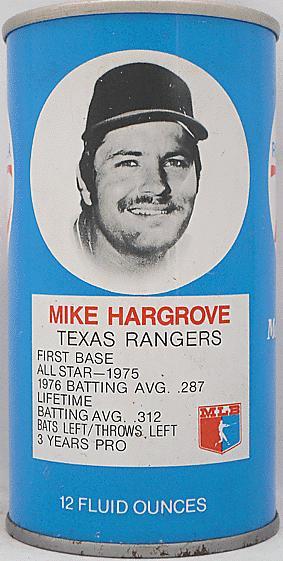 MIKE HARGROVE
TEXAS RANGERS
FIRST BASE
ALL STAR—1975
1976 BATTING AVG. .287
LIFETIME
BATTING AVG. .312
BATS LEFT/THROWS LEFT
3 YEARS PRO
MLB
12 FLUID OUNCES